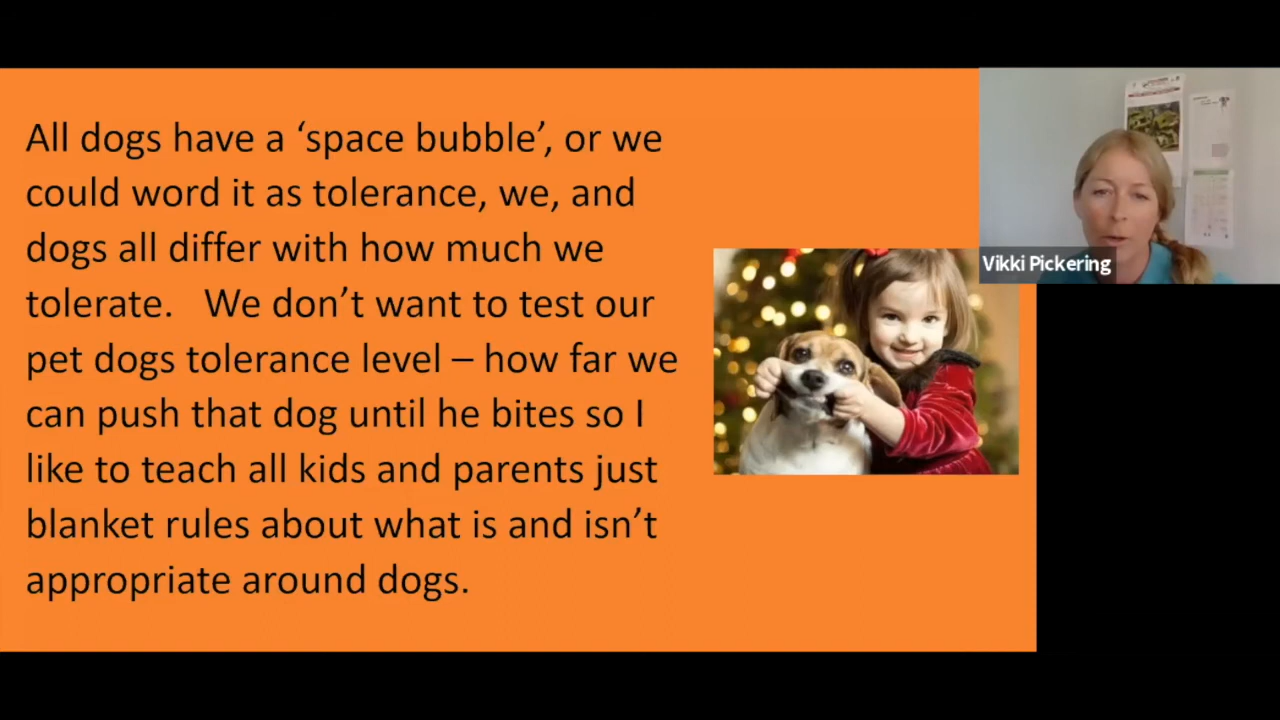 All dogs have a ‘space bubble’, or we
could word it as tolerance, we, and
dogs all differ with how much we
tolerate.   We don’t want to test our
pet dogs tolerance level – how far we
can push that dog until he bites so I
like to teach all kids and parents just
blanket rules about what is and isn’t
appropriate around dogs.
Vikki Pickering